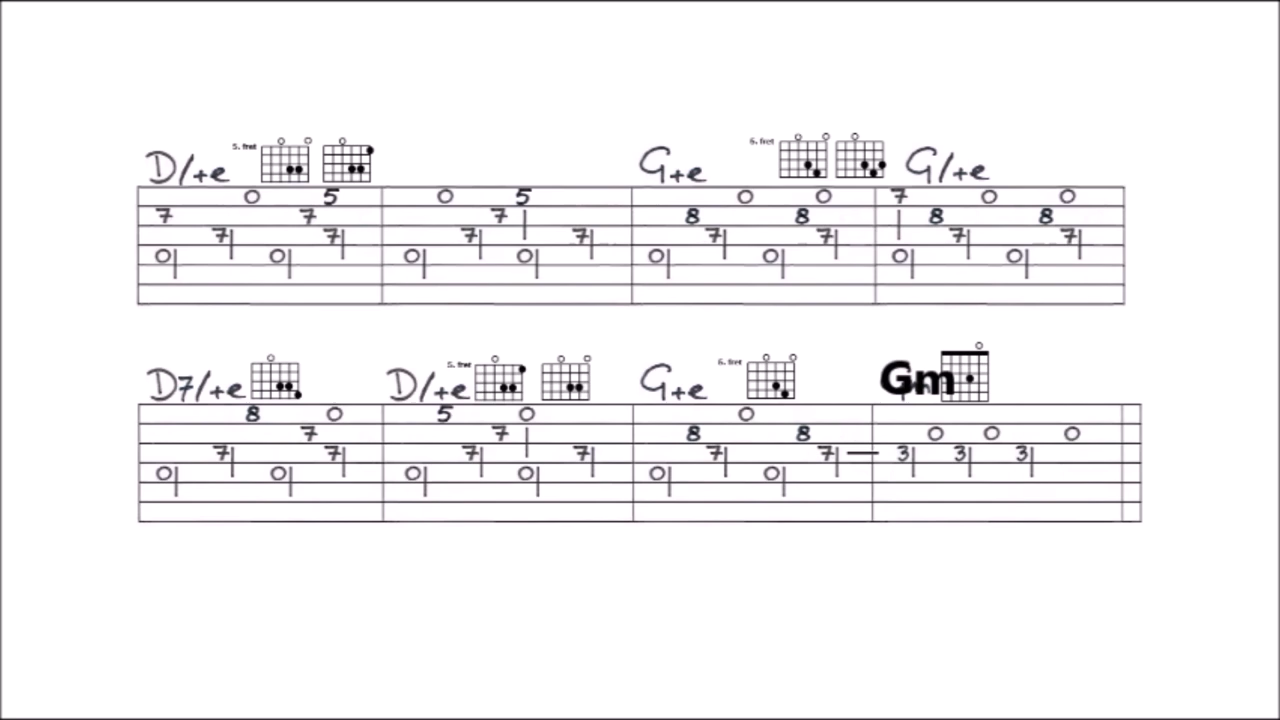 D/+e 5. fret G+e 6. fret G/+e
0 5 0 5 0 0 7 0 0
7 7 7 8 8 8 8
7 7 7 7 7 7 7 7
0 0 0 0 0 0 0 0
D7/+e D/+e 5. fret G+e 6. fret Gm
8 0 5 0 0
7 7 8 8 0 0 0
7 7 7 7 7 7 3 3 3
0 0 0 0 0 0